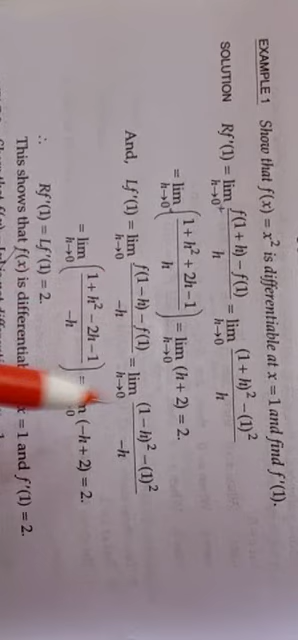 EXAMPLE 1 Show that f(x) = x² is differentiable at x = 1 and find f'(1).
SOLUTION Rf'(1) = lim h→0⁺ f(1+h) − f(1) / h = lim h→0 (1+h)² − (1)² / h
= lim h→0⁺ (1 + h² + 2h − 1 / h) = lim h→0 (h + 2) = 2.
And, Lf'(1) = lim h→0 f(1−h) − f(1) / −h = lim h→0 (1−h)² − (1)² / −h
= lim h→0 (1 + h² − 2h − 1 / −h) = (−h + 2) = 2.
∴ Rf'(1) = Lf'(1) = 2.
This shows that f(x) is x = 1 and f'(1) = 2.